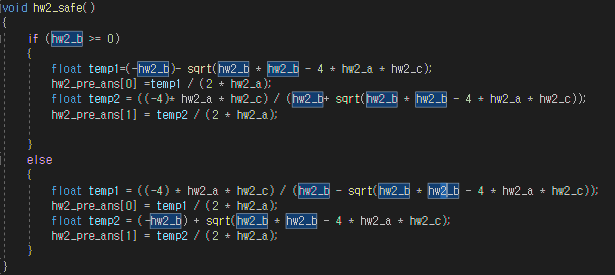 void hw2_safe()
{
if (hw2_b >= 0)
{
float temp1=(-hw2_b)- sqrt(hw2_b * hw2_b - 4 * hw2_a * hw2_c);
hw2_pre_ans[0] =temp1 / (2 * hw2_a);
float temp2 = ((-4)* hw2_a * hw2_c) / (hw2_b+ sqrt(hw2_b * hw2_b - 4 * hw2_a * hw2_c));
hw2_pre_ans[1] = temp2 / (2 * hw2_a);
}
else
{
float temp1 = ((-4) * hw2_a * hw2_c) / (hw2_b - sqrt(hw2_b * hw2_b - 4 * hw2_a * hw2_c));
hw2_pre_ans[0] = temp1 / (2 * hw2_a);
float temp2 = (-hw2_b) + sqrt(hw2_b * hw2_b - 4 * hw2_a * hw2_c);
hw2_pre_ans[1] = temp2 / (2 * hw2_a);
}
}